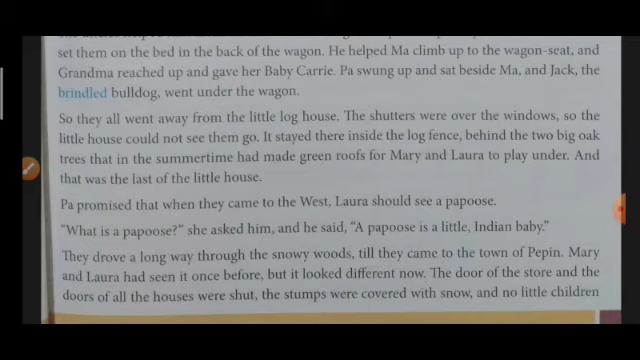 set them on the bed in the back of the wagon. He helped Ma climb up to the wagon-seat, and
Grandma reached up and gave her Baby Carrie. Pa swung up and sat beside Ma, and Jack, the
brindled bulldog, went under the wagon.
So they all went away from the little log house. The shutters were over the windows, so the
little house could not see them go. It stayed there inside the log fence, behind the two big oak
trees that in the summertime had made green roofs for Mary and Laura to play under. And
that was the last of the little house.
Pa promised that when they came to the West, Laura should see a papoose.
“What is a papoose?” she asked him, and he said, “A papoose is a little, Indian baby.”
They drove a long way through the snowy woods, till they came to the town of Pepin. Mary
and Laura had seen it once before, but it looked different now. The door of the store and the
doors of all the houses were shut, the stumps were covered with snow, and no little children